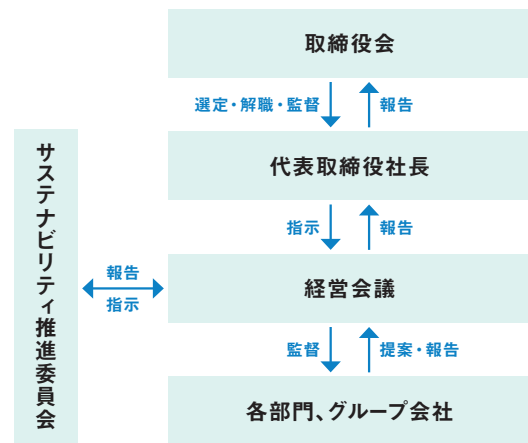 取締役会
選定・解職・監督
報告
代表取締役社長
指示
報告
サステナビリティ推進委員会
報告
指示
経営会議
監督
提案・報告
各部門、グループ会社